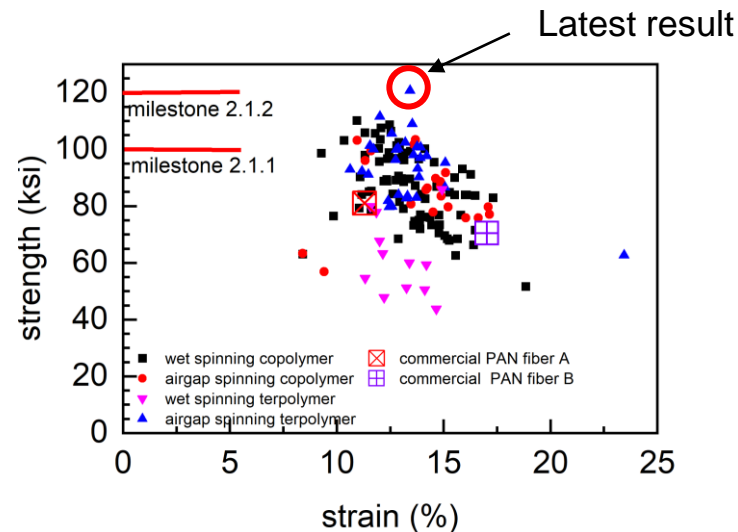 Latest result
120
milestone 2.1.2
100
milestone 2.1.1
80
60
40
20
0
strength (ksi)
wet spinning copolymer
airgap spinning copolymer
wet spinning terpolymer
airgap spinning terpolymer
commercial PAN fiber A
commercial  PAN fiber B
0 5 10 15 20 25
strain (%)